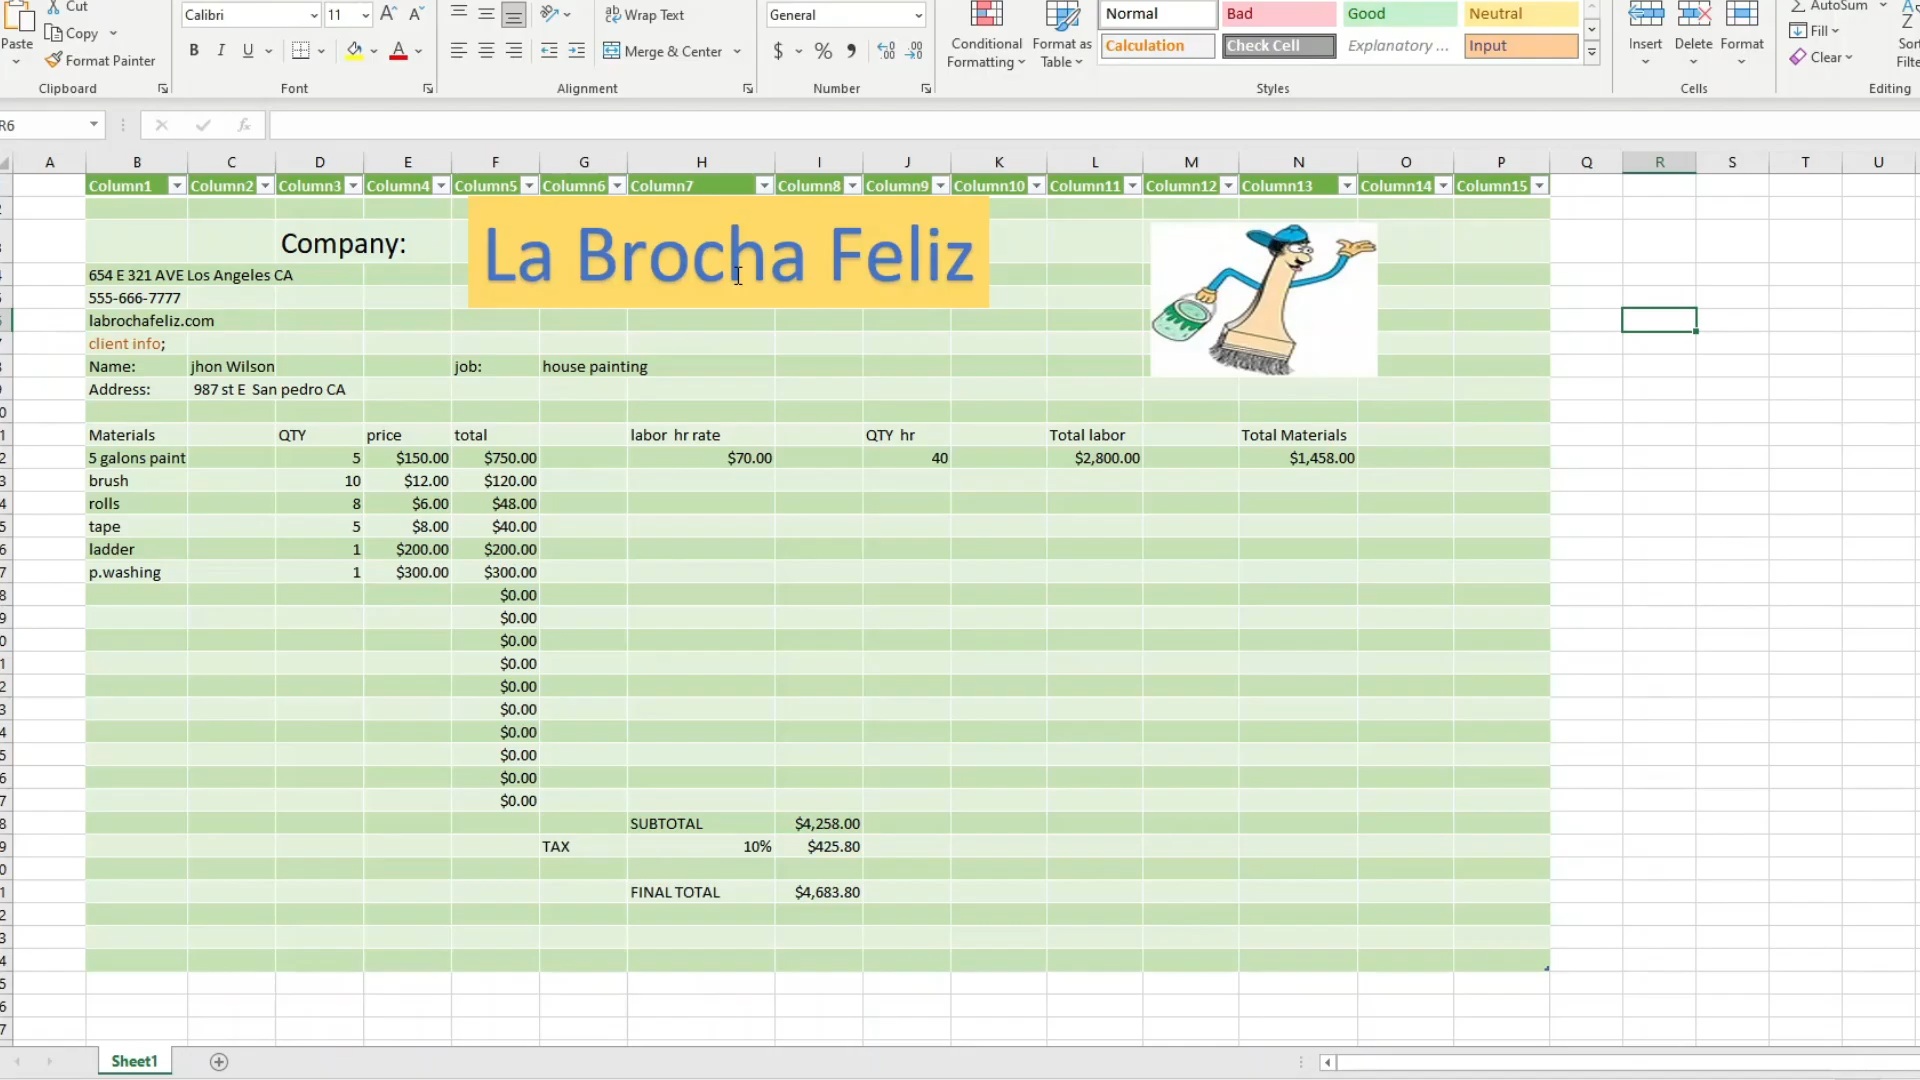 Cut
Calibri 11 A^ A˅ Wrap Text General Normal Bad Good Neutral AutoSum
Paste Copy Conditional Format as Insert Delete Format Fill
Format Painter B I U A Merge & Center $ % Formatting Table Calculation Check Cell Explanatory ... Input Clear
Clipboard Font Alignment Number Styles Cells Editing
R6 fx
A B C D E F G H I J K L M N O P Q R S T U
Column1 Column2 Column3 Column4 Column5 Column6 Column7 Column8 Column9 Column10 Column11 Column12 Column13 Column14 Column15
Company: La Brocha Feliz
654 E 321 AVE Los Angeles CA
555-666-7777
labrochafeliz.com
client info;
Name: jhon Wilson job: house painting
Address: 987 st E San pedro CA
Materials QTY price total labor hr rate QTY hr Total labor Total Materials
5 galons paint 5 $150.00 $750.00 $70.00 40 $2,800.00 $1,458.00
brush 10 $12.00 $120.00
rolls 8 $6.00 $48.00
tape 5 $8.00 $40.00
ladder 1 $200.00 $200.00
p.washing 1 $300.00 $300.00
$0.00
$0.00
$0.00
$0.00
$0.00
$0.00
$0.00
$0.00
$0.00
$0.00
SUBTOTAL $4,258.00
TAX 10% $425.80
FINAL TOTAL $4,683.80
Sheet1